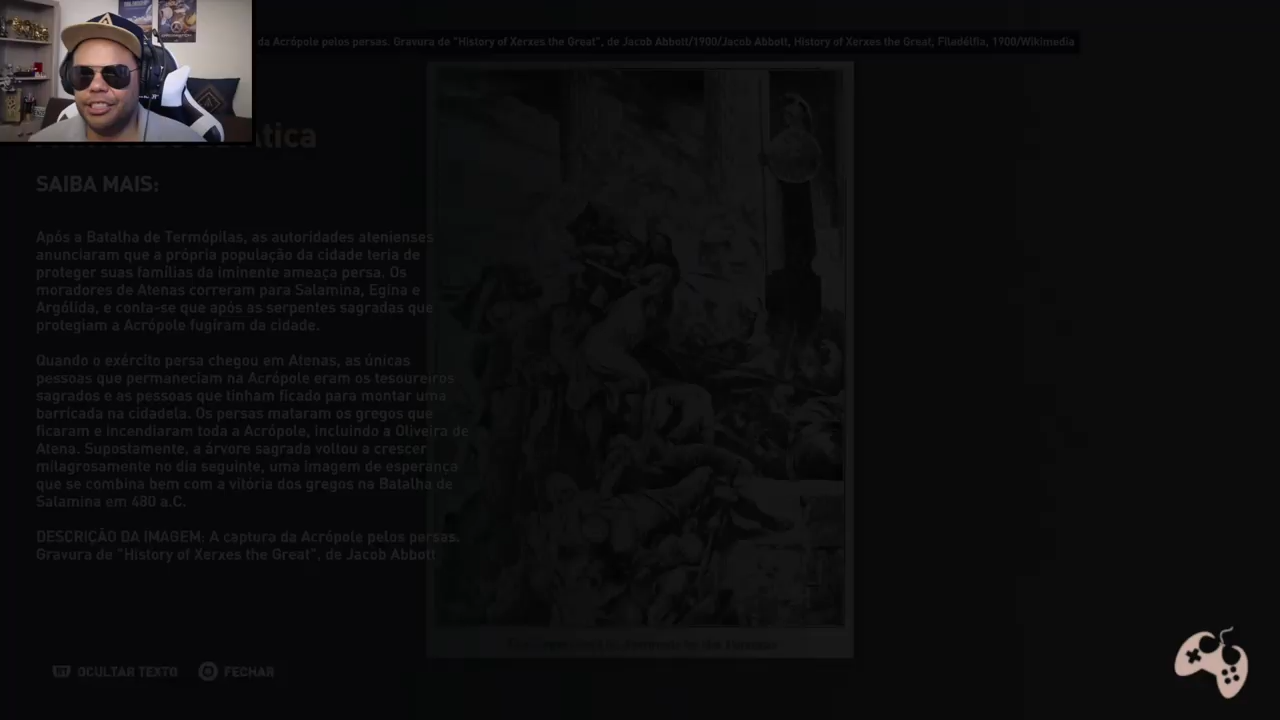 da Acrópole pelos persas. Gravura de "History of Xerxes the Great", de Jacob Abbott/1900/Jacob Abbott, History of Xerxes the Great, Filadélfia, 1900/Wikimedia
SAIBA MAIS:
Após a Batalha de Termópilas, as autoridades atenienses
anunciaram que a própria população da cidade teria de
proteger suas famílias da iminente ameaça persa. Os
moradores de Atenas correram para Salamina, Egina e
Argólida, e conta-se que após as serpentes sagradas que
protegiam a Acrópole fugiram da cidade.
Quando o exército persa chegou em Atenas, as únicas
pessoas que permaneciam na Acrópole eram os tesoureiros
sagrados e as pessoas que tinham ficado para montar uma
barricada na cidadela. Os persas mataram os gregos que
ficaram e incendiaram toda a Acrópole, incluindo a Oliveira de
Atena. Supostamente, a árvore sagrada voltou a crescer
milagrosamente no dia seguinte, uma imagem de esperança
que se combina bem com a vitória dos gregos na Batalha de
Salamina em 480 a.C.
DESCRIÇÃO DA IMAGEM: A captura da Acrópole pelos persas.
Gravura de "History of Xerxes the Great", de Jacob Abbott
OCULTAR TEXTO
FECHAR